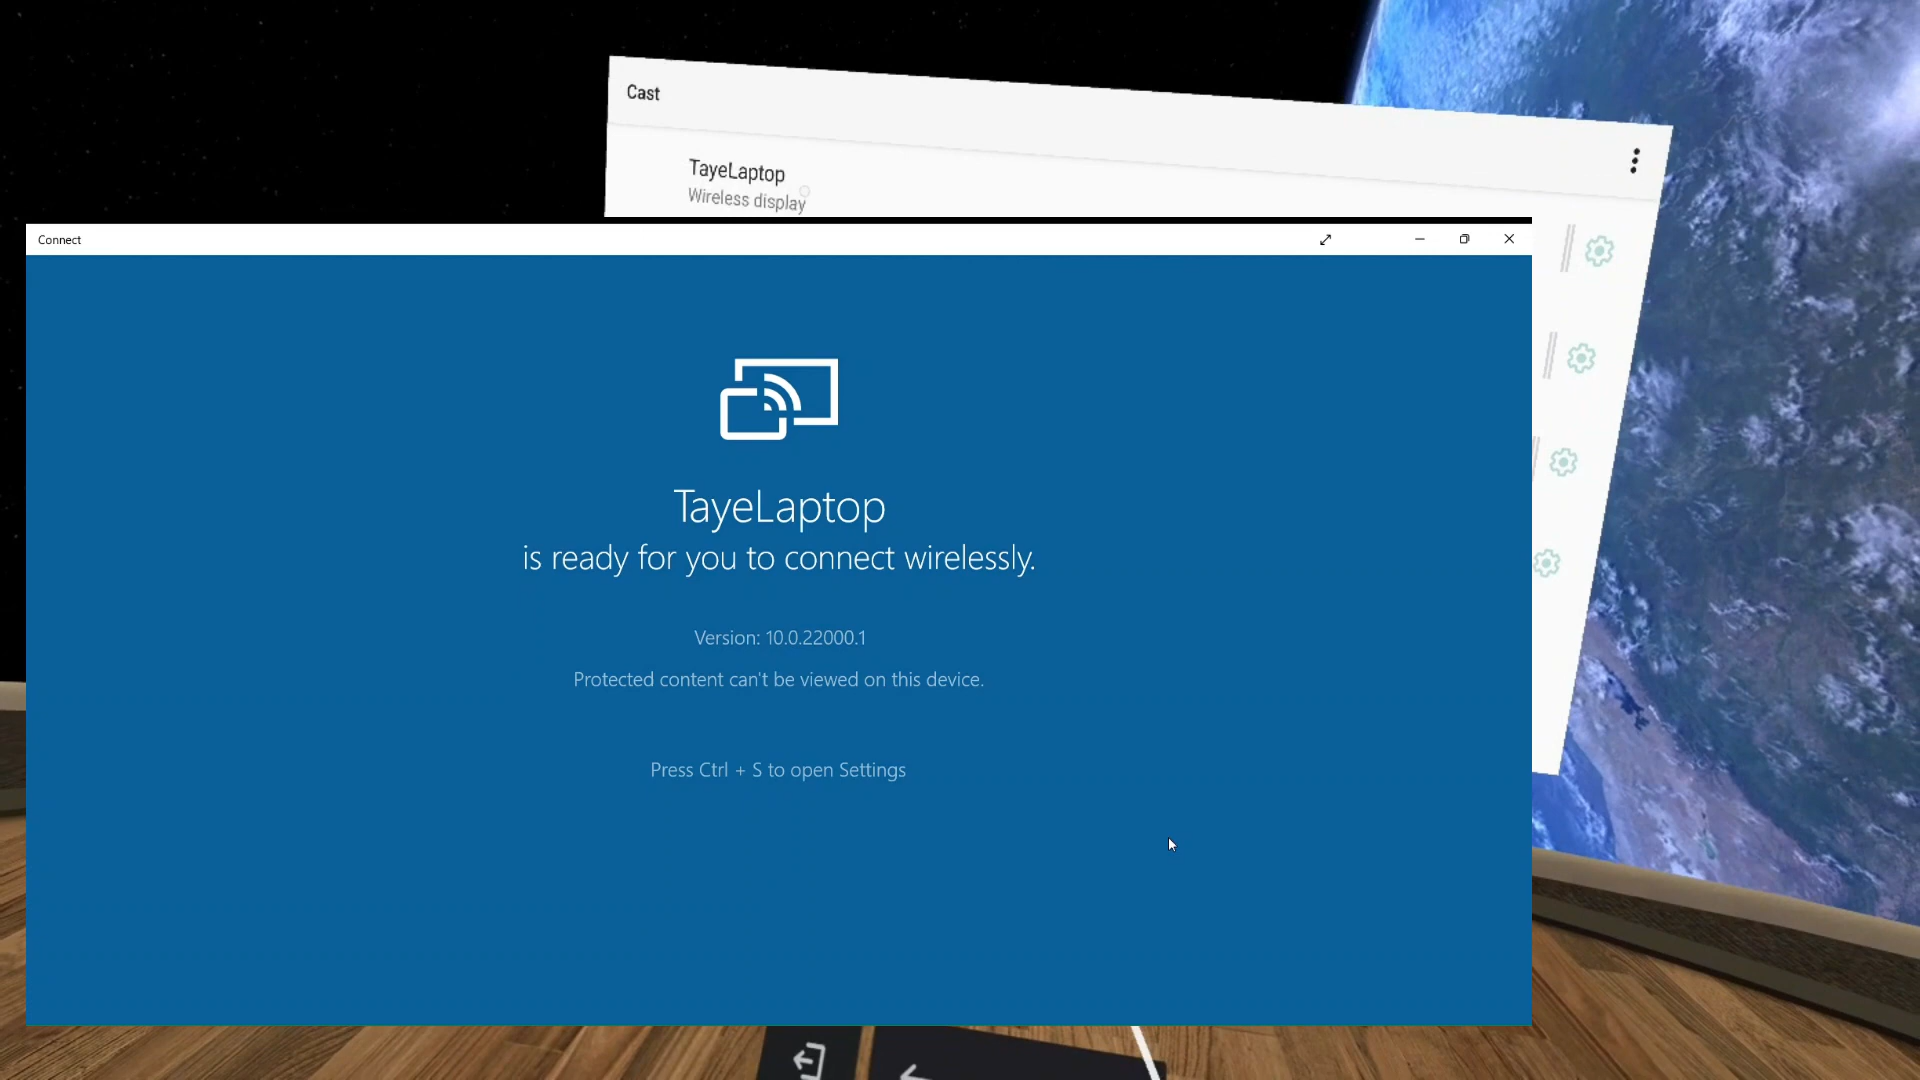 Cast
TayeLaptop
Wireless display
Connect
TayeLaptop
is ready for you to connect wirelessly.
Version: 10.0.22000.1
Protected content can't be viewed on this device.
Press Ctrl + S to open Settings